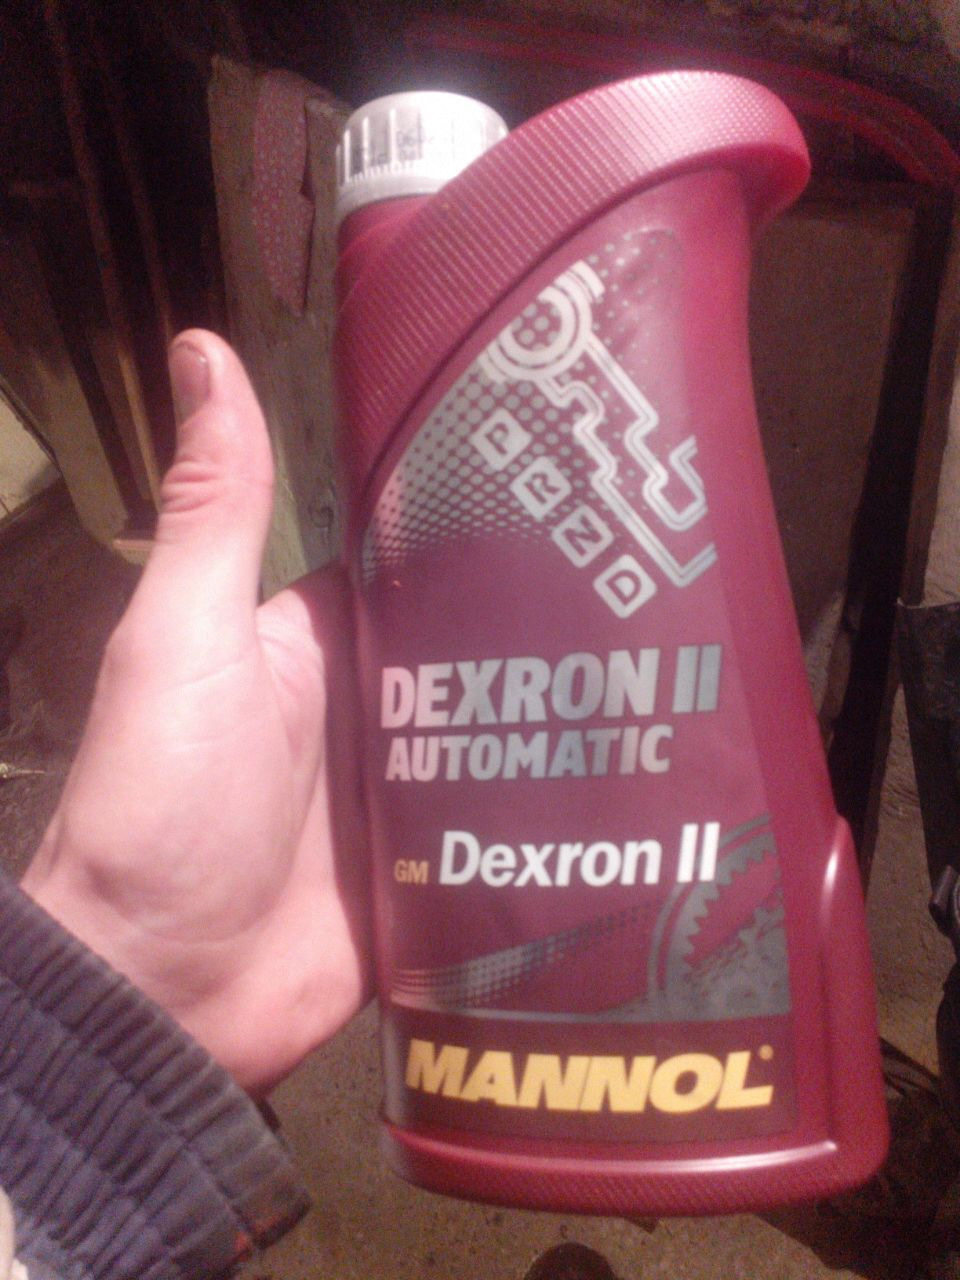 P
R
N
D
DEXRON II
AUTOMATIC
GM Dexron II
MANNOL®